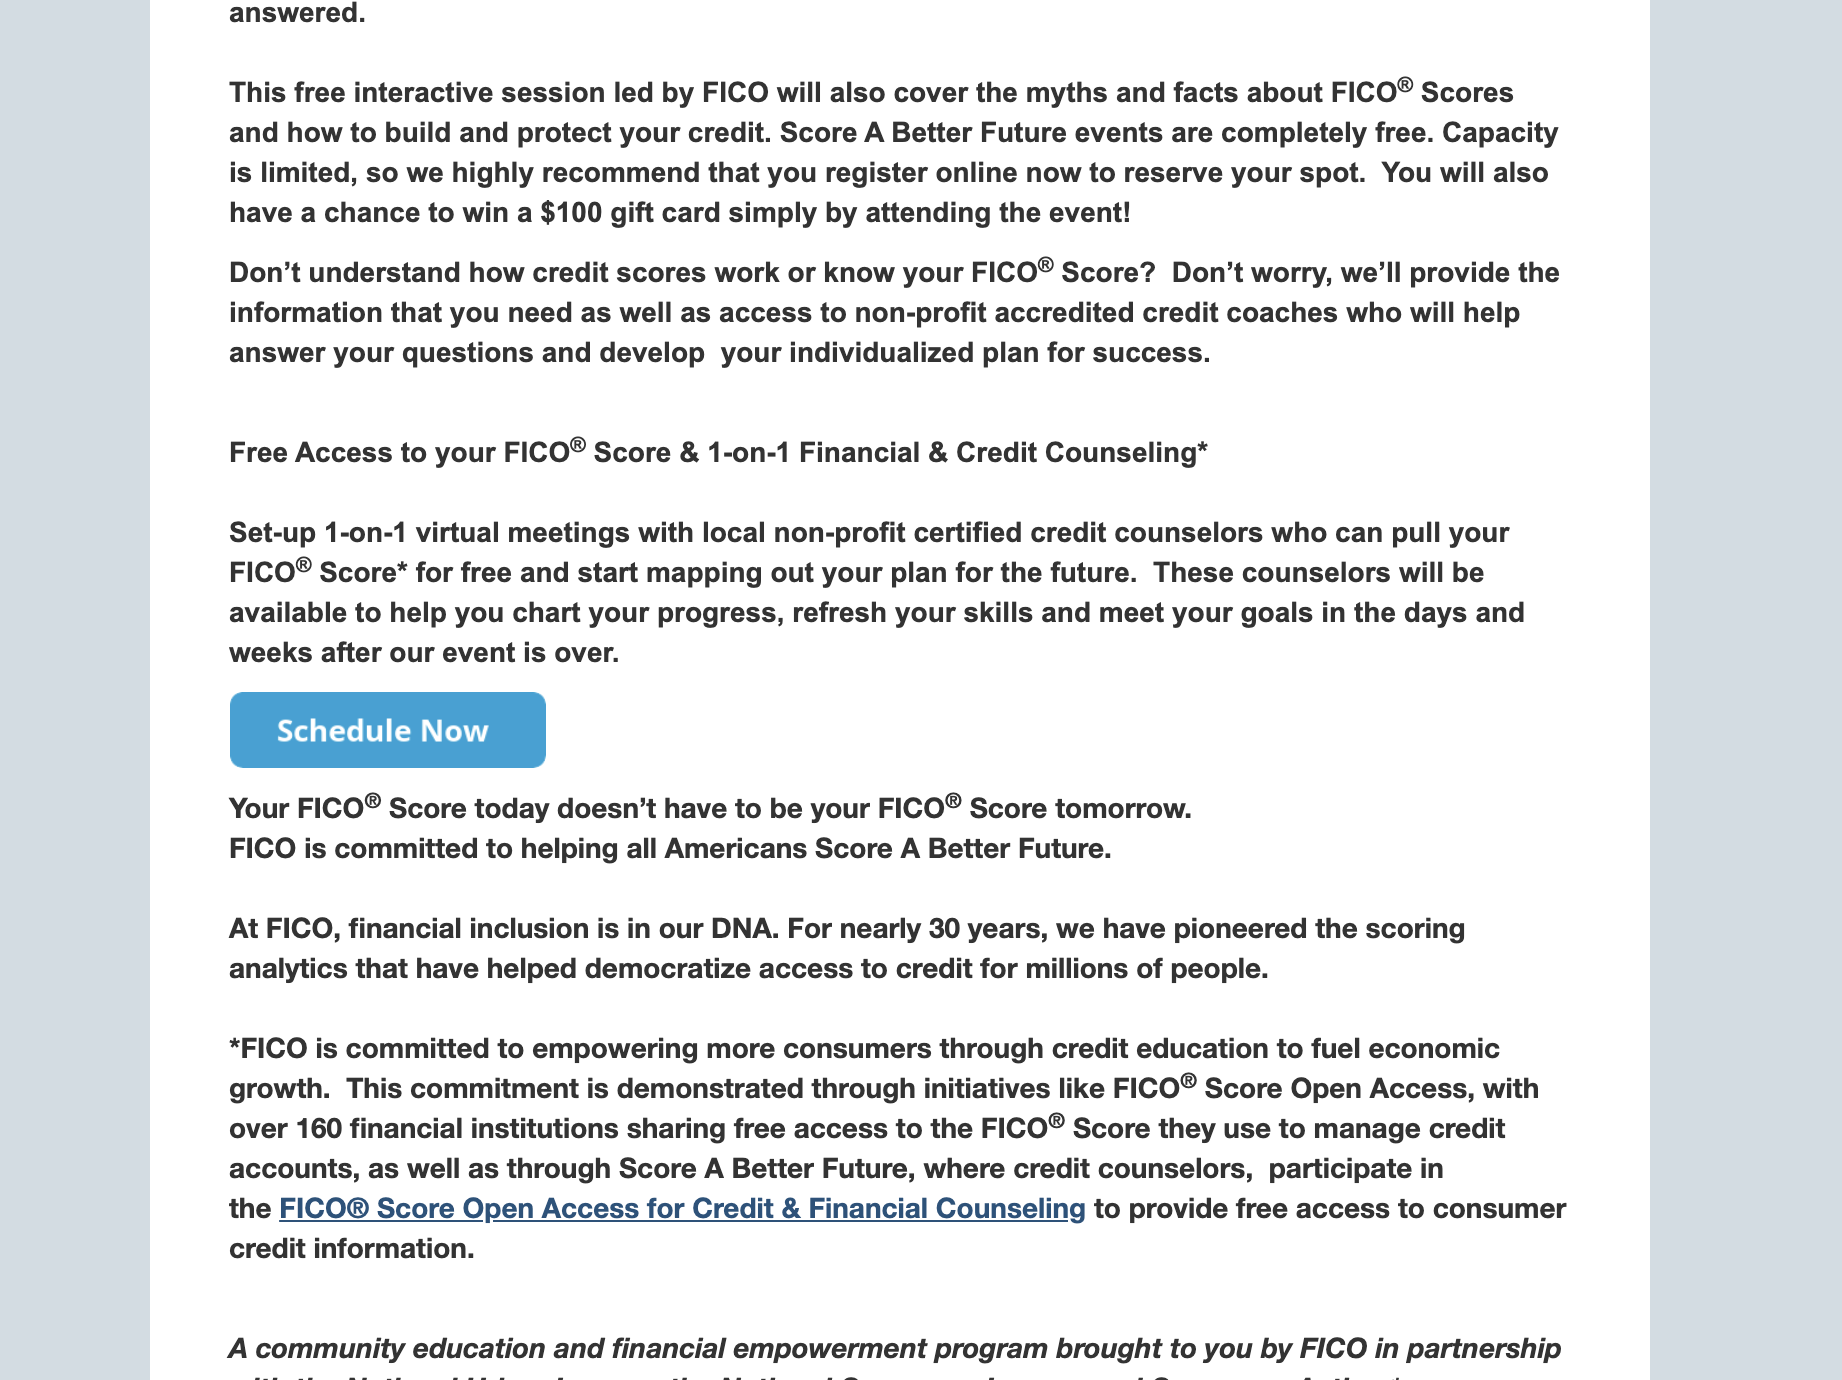 answered.
This free interactive session led by FICO will also cover the myths and facts about FICO® Scores
and how to build and protect your credit. Score A Better Future events are completely free. Capacity
is limited, so we highly recommend that you register online now to reserve your spot.  You will also
have a chance to win a $100 gift card simply by attending the event!
Don’t understand how credit scores work or know your FICO® Score?  Don’t worry, we’ll provide the
information that you need as well as access to non-profit accredited credit coaches who will help
answer your questions and develop  your individualized plan for success.
Free Access to your FICO® Score & 1-on-1 Financial & Credit Counseling*
Set-up 1-on-1 virtual meetings with local non-profit certified credit counselors who can pull your
FICO® Score* for free and start mapping out your plan for the future.  These counselors will be
available to help you chart your progress, refresh your skills and meet your goals in the days and
weeks after our event is over.
Schedule Now
Your FICO® Score today doesn’t have to be your FICO® Score tomorrow.
FICO is committed to helping all Americans Score A Better Future.
At FICO, financial inclusion is in our DNA. For nearly 30 years, we have pioneered the scoring
analytics that have helped democratize access to credit for millions of people.
*FICO is committed to empowering more consumers through credit education to fuel economic
growth.  This commitment is demonstrated through initiatives like FICO® Score Open Access, with
over 160 financial institutions sharing free access to the FICO® Score they use to manage credit
accounts, as well as through Score A Better Future, where credit counselors,  participate in
the FICO® Score Open Access for Credit & Financial Counseling to provide free access to consumer
credit information.
A community education and financial empowerment program brought to you by FICO in partnership